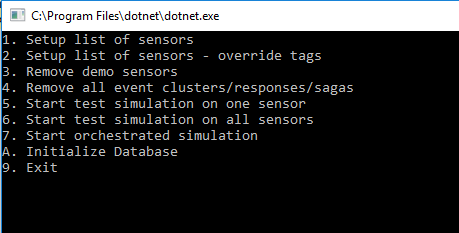 C:\Program Files\dotnet\dotnet.exe
1. Setup list of sensors
2. Setup list of sensors - override tags
3. Remove demo sensors
4. Remove all event clusters/responses/sagas
5. Start test simulation on one sensor
6. Start test simulation on all sensors
7. Start orchestrated simulation
A. Initialize Database
9. Exit